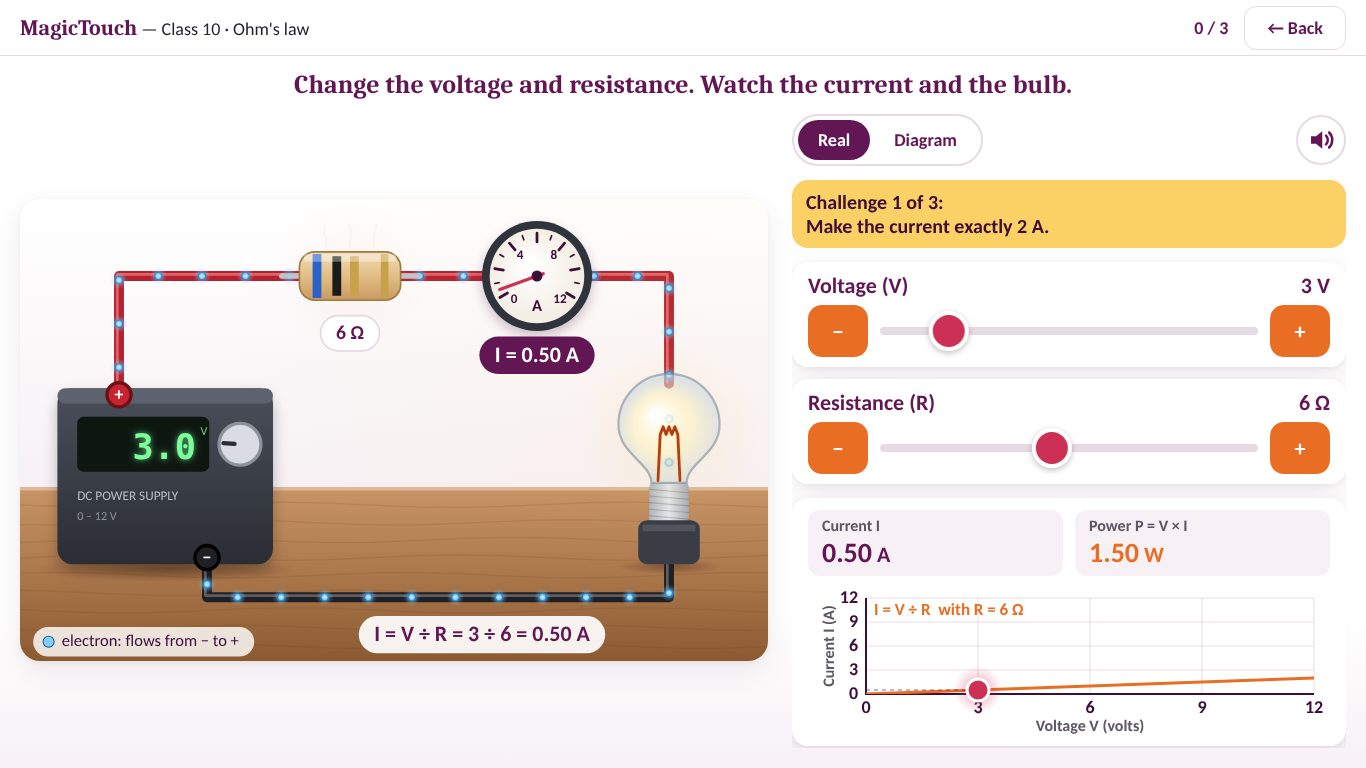 MagicTouch — Class 10 · Ohm's law
0 / 3
← Back
Change the voltage and resistance. Watch the current and the bulb.
Real
Diagram
Challenge 1 of 3:
Make the current exactly 2 A.
Voltage (V)
3 V
−
+
Resistance (R)
6 Ω
−
+
Current I
0.50 A
Power P = V × I
1.50 W
I = V ÷ R with R = 6 Ω
Current I (A)
12
9
6
3
0
0
3
6
9
12
Voltage V (volts)
4
8
0
12
A
6 Ω
I = 0.50 A
+
3.0 V
DC POWER SUPPLY
0 – 12 V
−
I = V ÷ R = 3 ÷ 6 = 0.50 A
electron: flows from − to +